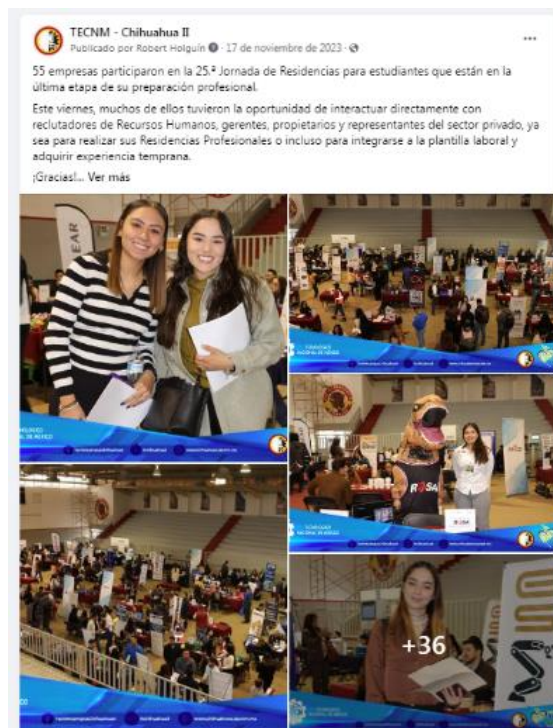 TECNM - Chihuahua II
Publicado por Robert Holguín · 17 de noviembre de 2023 ·
55 empresas participaron en la 25.ª Jornada de Residencias para estudiantes que están en la
última etapa de su preparación profesional.
Este viernes, muchos de ellos tuvieron la oportunidad de interactuar directamente con
reclutadores de Recursos Humanos, gerentes, propietarios y representantes del sector privado, ya
sea para realizar sus Residencias Profesionales o incluso para integrarse a la plantilla laboral y
adquirir experiencia temprana.
¡Gracias!... Ver más
EAR
ROSA
ROSA
+36